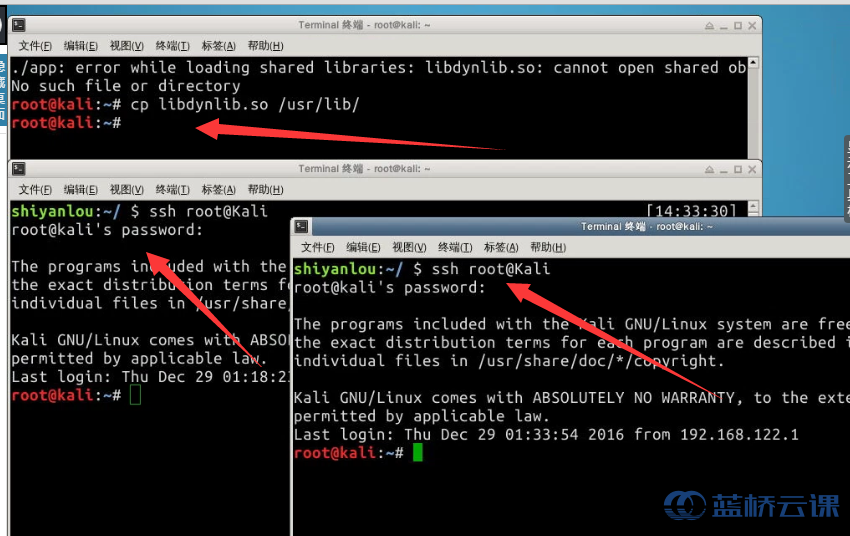 Terminal 终端 - root@kali: ~
文件(F) 编辑(E) 视图(V) 终端(T) 标签(A) 帮助(H)
./app: error while loading shared libraries: libdynlib.so: cannot open shared ob
No such file or directory
root@kali:~# cp libdynlib.so /usr/lib/
root@kali:~#
Terminal 终端 - root@kali: ~
文件(F) 编辑(E) 视图(V) 终端(T) 标签(A) 帮助(H)
shiyanlou:~/ $ ssh root@Kali [14:33:30]
root@kali's password:
The programs included with the
the exact distribution terms f
individual files in /usr/share/
Kali GNU/Linux comes with ABSOL
permitted by applicable law.
Last login: Thu Dec 29 01:18:2
root@kali:~#
Terminal 终端 - root@kali: ~
文件(F) 编辑(E) 视图(V) 终端(T) 标签(A) 帮助(H)
shiyanlou:~/ $ ssh root@Kali
root@kali's password:
The programs included with the Kali GNU/Linux system are free
the exact distribution terms for each program are described i
individual files in /usr/share/doc/*/copyright.
Kali GNU/Linux comes with ABSOLUTELY NO WARRANTY, to the exte
permitted by applicable law.
Last login: Thu Dec 29 01:33:54 2016 from 192.168.122.1
root@kali:~#
蓝桥云课